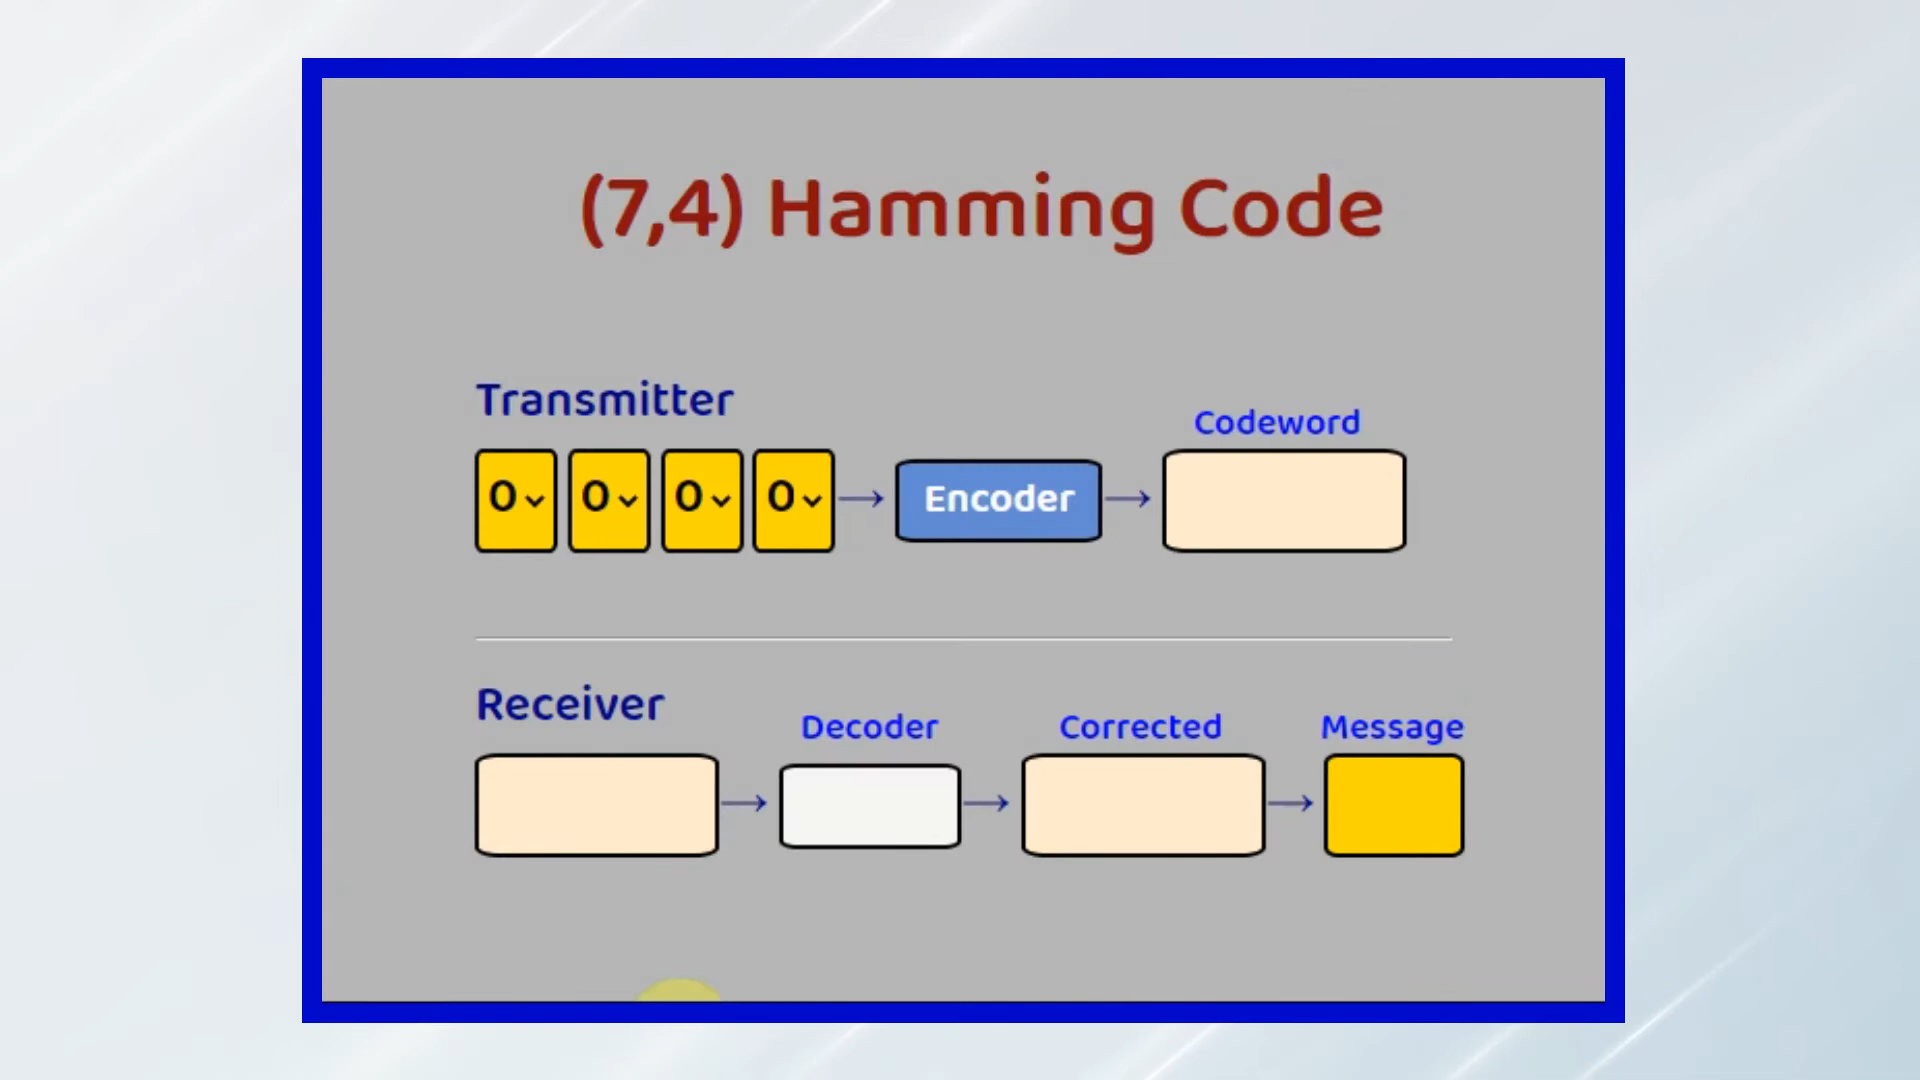 (7,4) Hamming Code
Transmitter
Codeword
0 0 0 0 → Encoder →
Receiver
Decoder
Corrected
Message